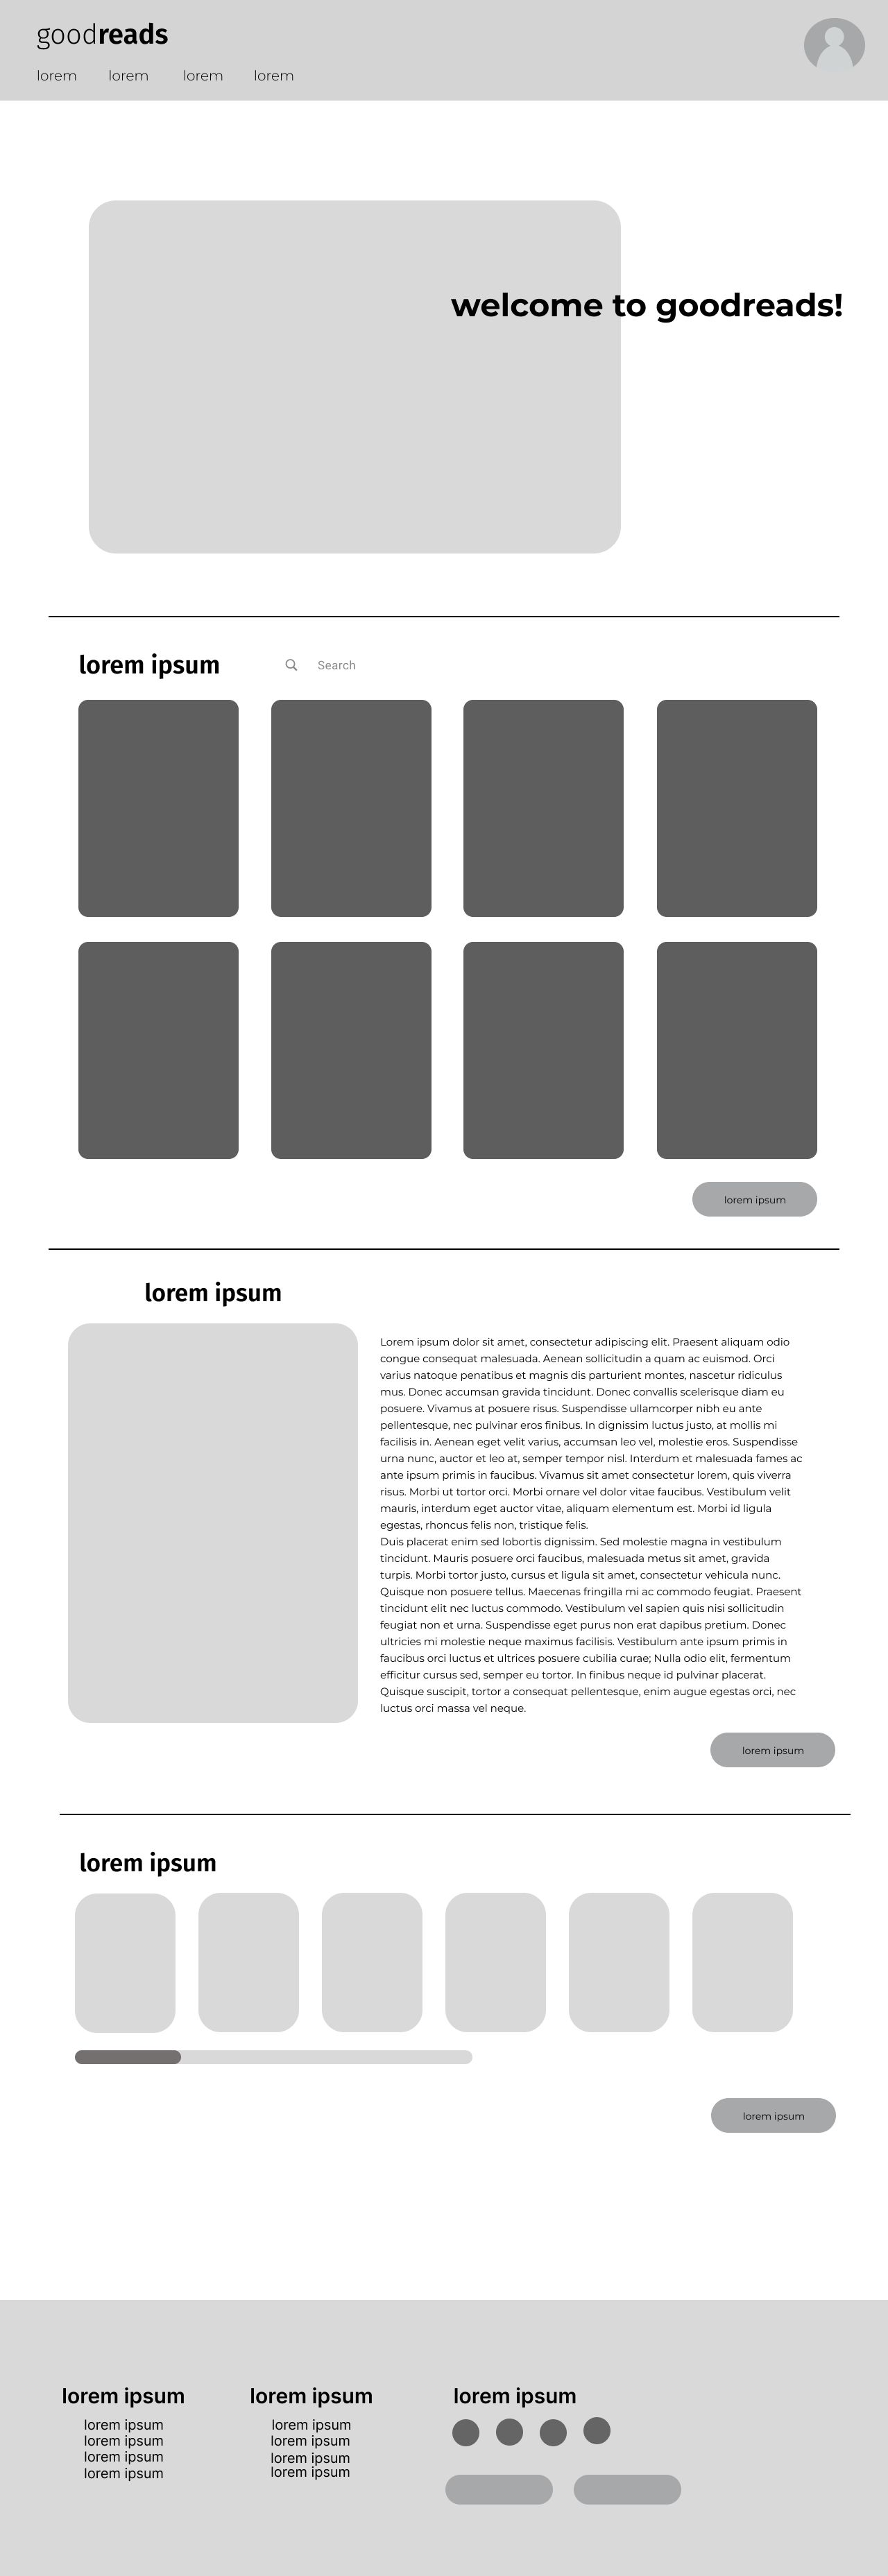 goodreads
lorem lorem lorem lorem
welcome to goodreads!
lorem ipsum
Search
lorem ipsum
lorem ipsum
Lorem ipsum dolor sit amet, consectetur adipiscing elit. Praesent aliquam odio
congue consequat malesuada. Aenean sollicitudin a quam ac euismod. Orci
varius natoque penatibus et magnis dis parturient montes, nascetur ridiculus
mus. Donec accumsan gravida tincidunt. Donec convallis scelerisque diam eu
posuere. Vivamus at posuere risus. Suspendisse ullamcorper nibh eu ante
pellentesque, nec pulvinar eros finibus. In dignissim luctus justo, at mollis mi
facilisis in. Aenean eget velit varius, accumsan leo vel, molestie eros. Suspendisse
urna nunc, auctor et leo at, semper tempor nisl. Interdum et malesuada fames ac
ante ipsum primis in faucibus. Vivamus sit amet consectetur lorem, quis viverra
risus. Morbi ut tortor orci. Morbi ornare vel dolor vitae faucibus. Vestibulum velit
mauris, interdum eget auctor vitae, aliquam elementum est. Morbi id ligula
egestas, rhoncus felis non, tristique felis.
Duis placerat enim sed lobortis dignissim. Sed molestie magna in vestibulum
tincidunt. Mauris posuere orci faucibus, malesuada metus sit amet, gravida
turpis. Morbi tortor justo, cursus et ligula sit amet, consectetur vehicula nunc.
Quisque non posuere tellus. Maecenas fringilla mi ac commodo feugiat. Praesent
tincidunt elit nec luctus commodo. Vestibulum vel sapien quis nisi sollicitudin
feugiat non et urna. Suspendisse eget purus non erat dapibus pretium. Donec
ultricies mi molestie neque maximus facilisis. Vestibulum ante ipsum primis in
faucibus orci luctus et ultrices posuere cubilia curae; Nulla odio elit, fermentum
efficitur cursus sed, semper eu tortor. In finibus neque id pulvinar placerat.
Quisque suscipit, tortor a consequat pellentesque, enim augue egestas orci, nec
luctus orci massa vel neque.
lorem ipsum
lorem ipsum
lorem ipsum
lorem ipsum
lorem ipsum
lorem ipsum
lorem ipsum
lorem ipsum
lorem ipsum
lorem ipsum
lorem ipsum
lorem ipsum
lorem ipsum
lorem ipsum